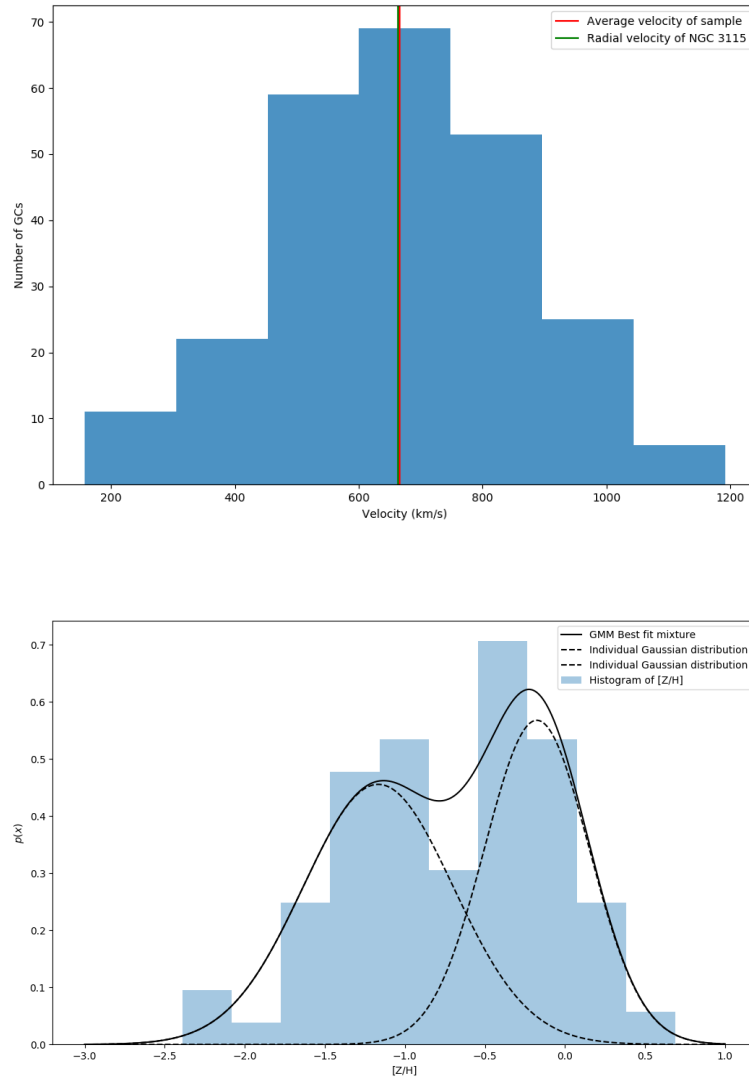 70
60
50
40
30
20
10
0
Number of GCs
Average velocity of sample
Radial velocity of NGC 3115
200 400 600 800 1000 1200
Velocity (km/s)
0.7
0.6
0.5
0.4
0.3
0.2
0.1
0.0
p(x)
GMM Best fit mixture
Individual Gaussian distribution
Individual Gaussian distribution
Histogram of [Z/H]
−3.0 −2.5 −2.0 −1.5 −1.0 −0.5 0.0 0.5 1.0
[Z/H]